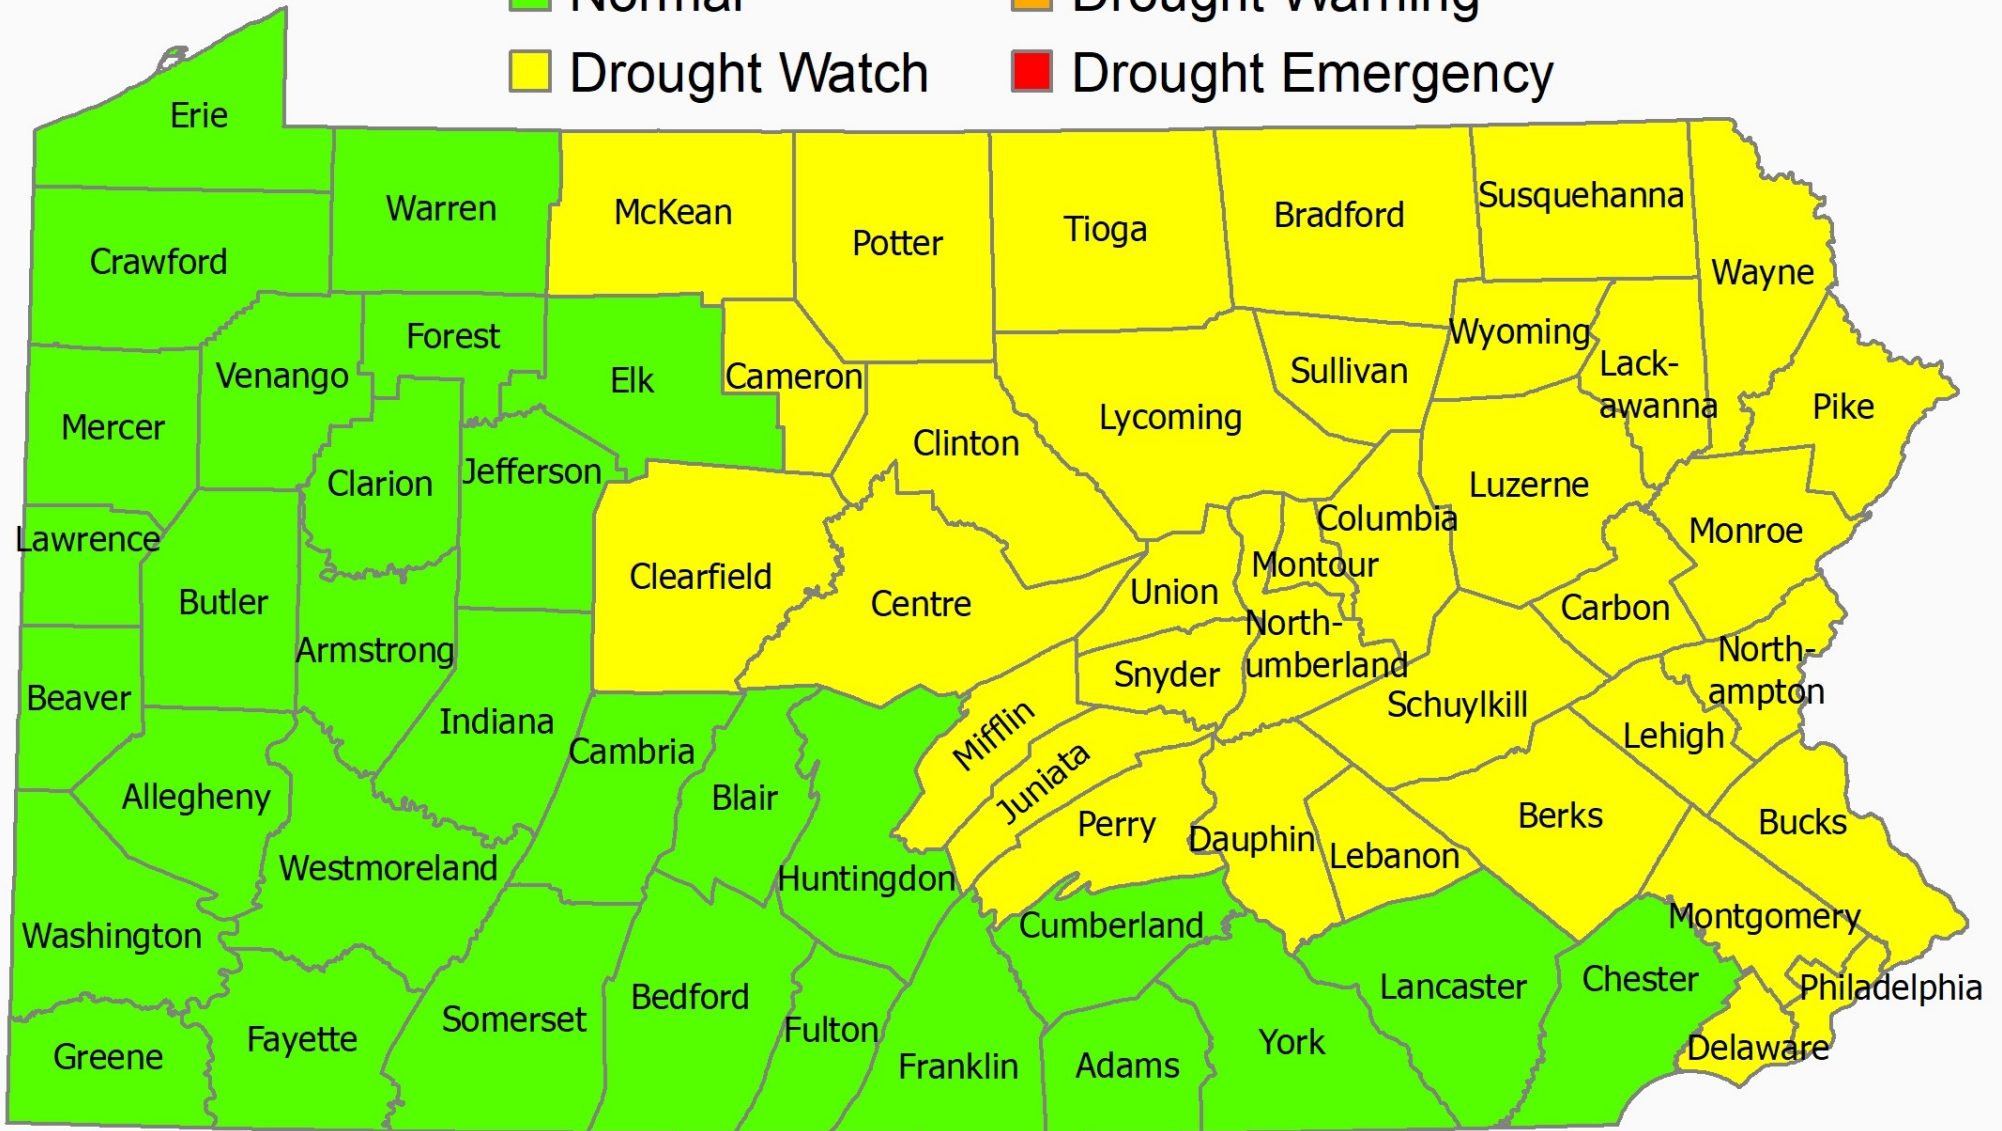 Normal
Drought Warning
Drought Watch
Drought Emergency
Erie
Warren
McKean
Potter
Tioga
Bradford
Susquehanna
Wayne
Crawford
Forest
Venango
Elk
Cameron
Sullivan
Wyoming
Lack-
awanna
Pike
Mercer
Clarion
Jefferson
Clinton
Lycoming
Columbia
Luzerne
Monroe
Lawrence
Butler
Clearfield
Centre
Union
Montour
Carbon
Armstrong
Snyder
North-
umberland
North-
ampton
Beaver
Indiana
Cambria
Mifflin
Schuylkill
Lehigh
Allegheny
Blair
Juniata
Perry
Dauphin
Lebanon
Berks
Bucks
Westmoreland
Huntingdon
Cumberland
Montgomery
Washington
Bedford
Lancaster
Chester
Philadelphia
Greene
Fayette
Somerset
Fulton
Franklin
Adams
York
Delaware